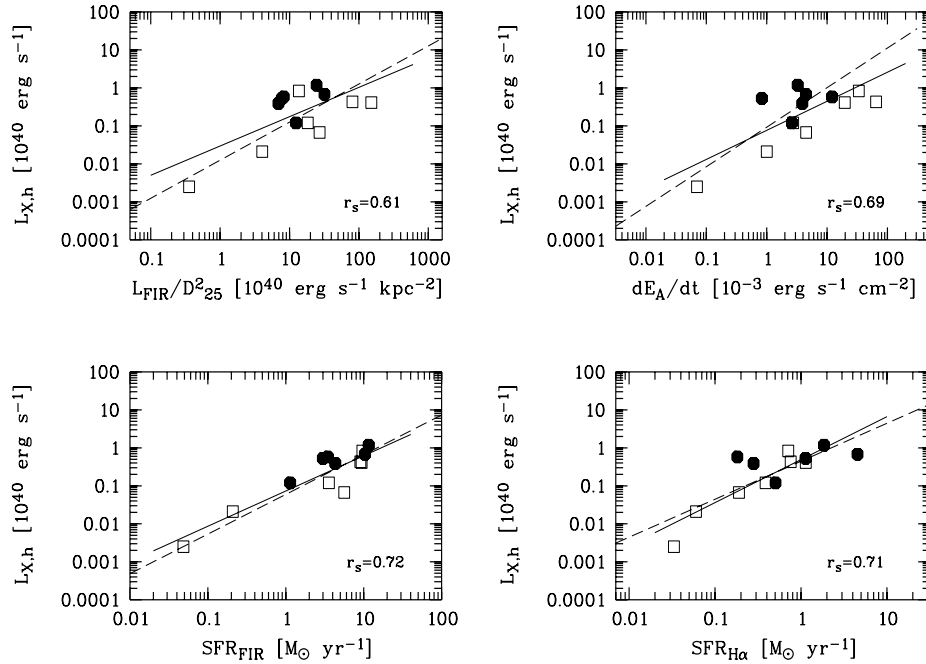 100
10
1
0.1
0.01
0.001
0.0001
L_X,h [10^40 erg s^−1]
r_s=0.61
0.1 1 10 100 1000
L_FIR/D^2_25 [10^40 erg s^−1 kpc^−2]
100
10
1
0.1
0.01
0.001
0.0001
L_X,h [10^40 erg s^−1]
r_s=0.69
0.01 0.1 1 10 100
dE_A/dt [10^−3 erg s^−1 cm^−2]
100
10
1
0.1
0.01
0.001
0.0001
L_X,h [10^40 erg s^−1]
r_s=0.72
0.01 0.1 1 10 100
SFR_FIR [M_⊙ yr^−1]
100
10
1
0.1
0.01
0.001
0.0001
L_X,h [10^40 erg s^−1]
r_s=0.71
0.01 0.1 1 10
SFR_Hα [M_⊙ yr^−1]